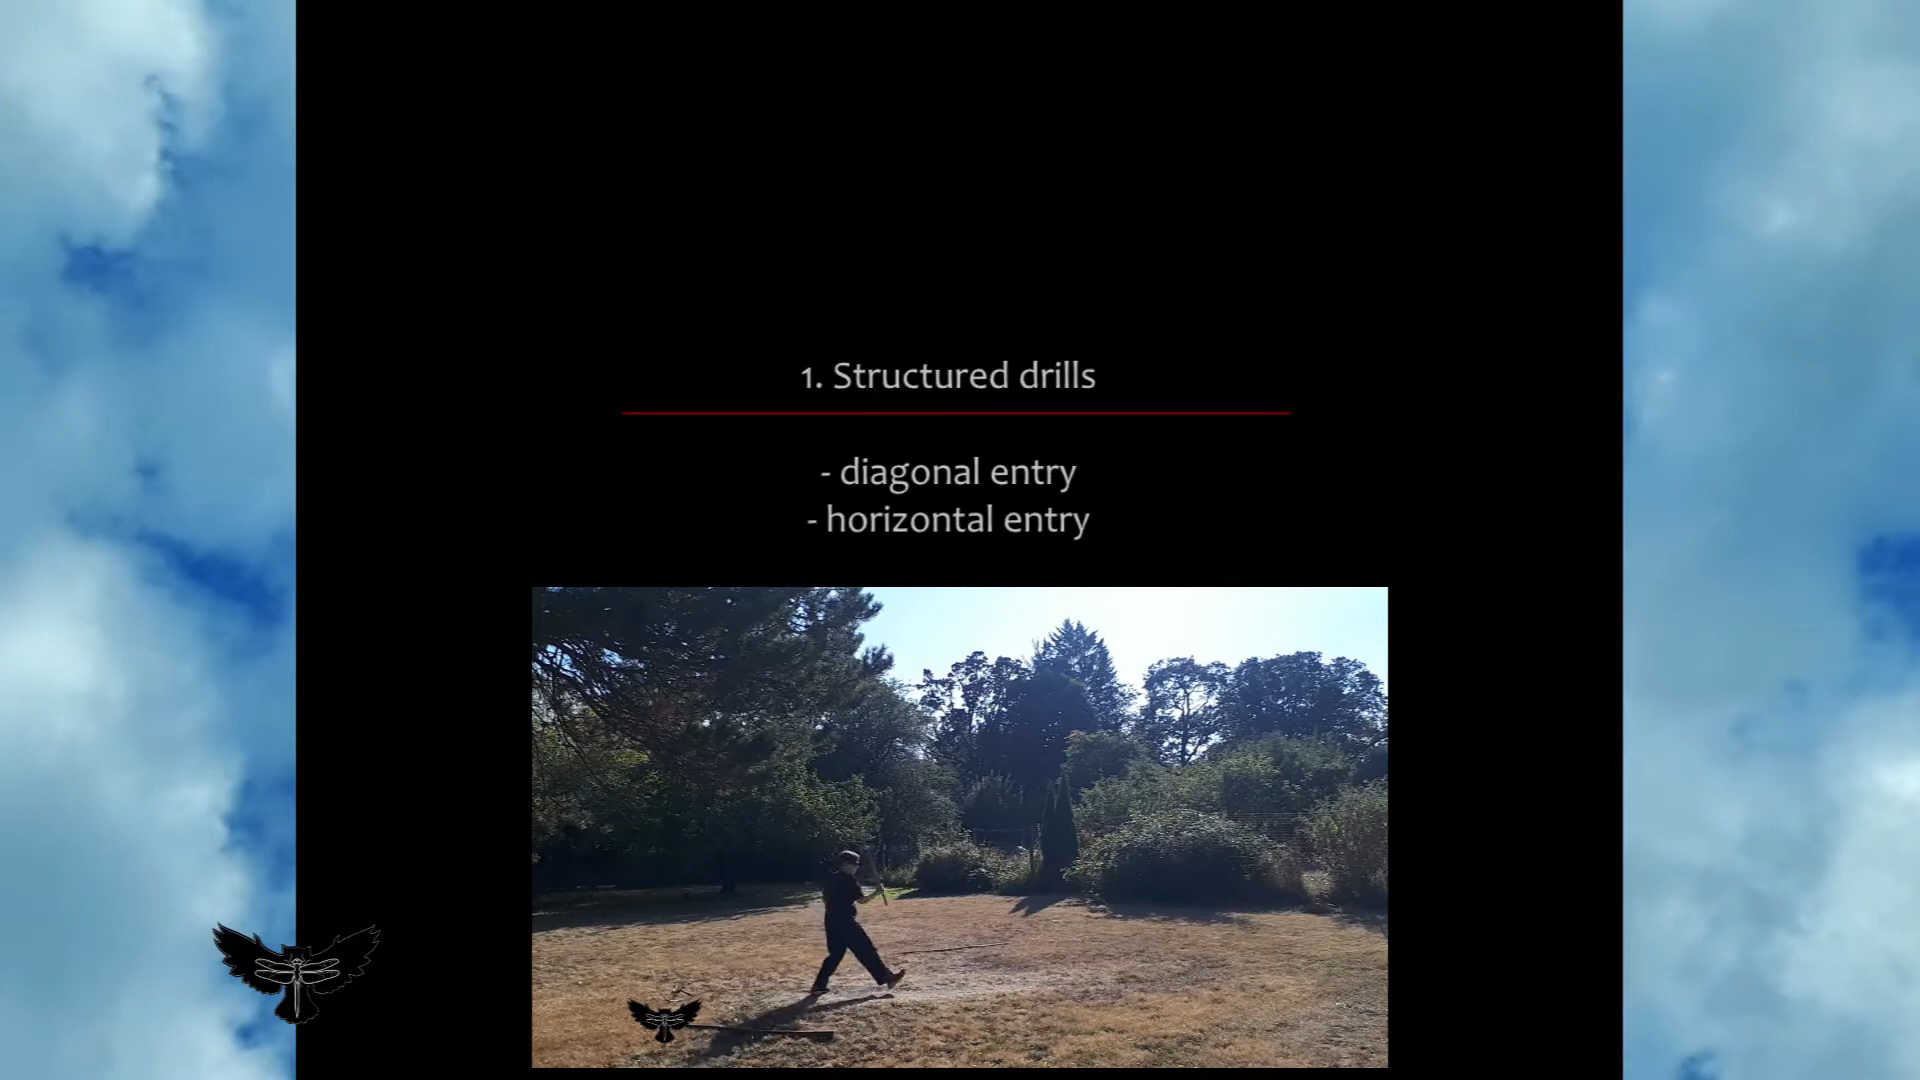 1. Structured drills
- diagonal entry
- horizontal entry